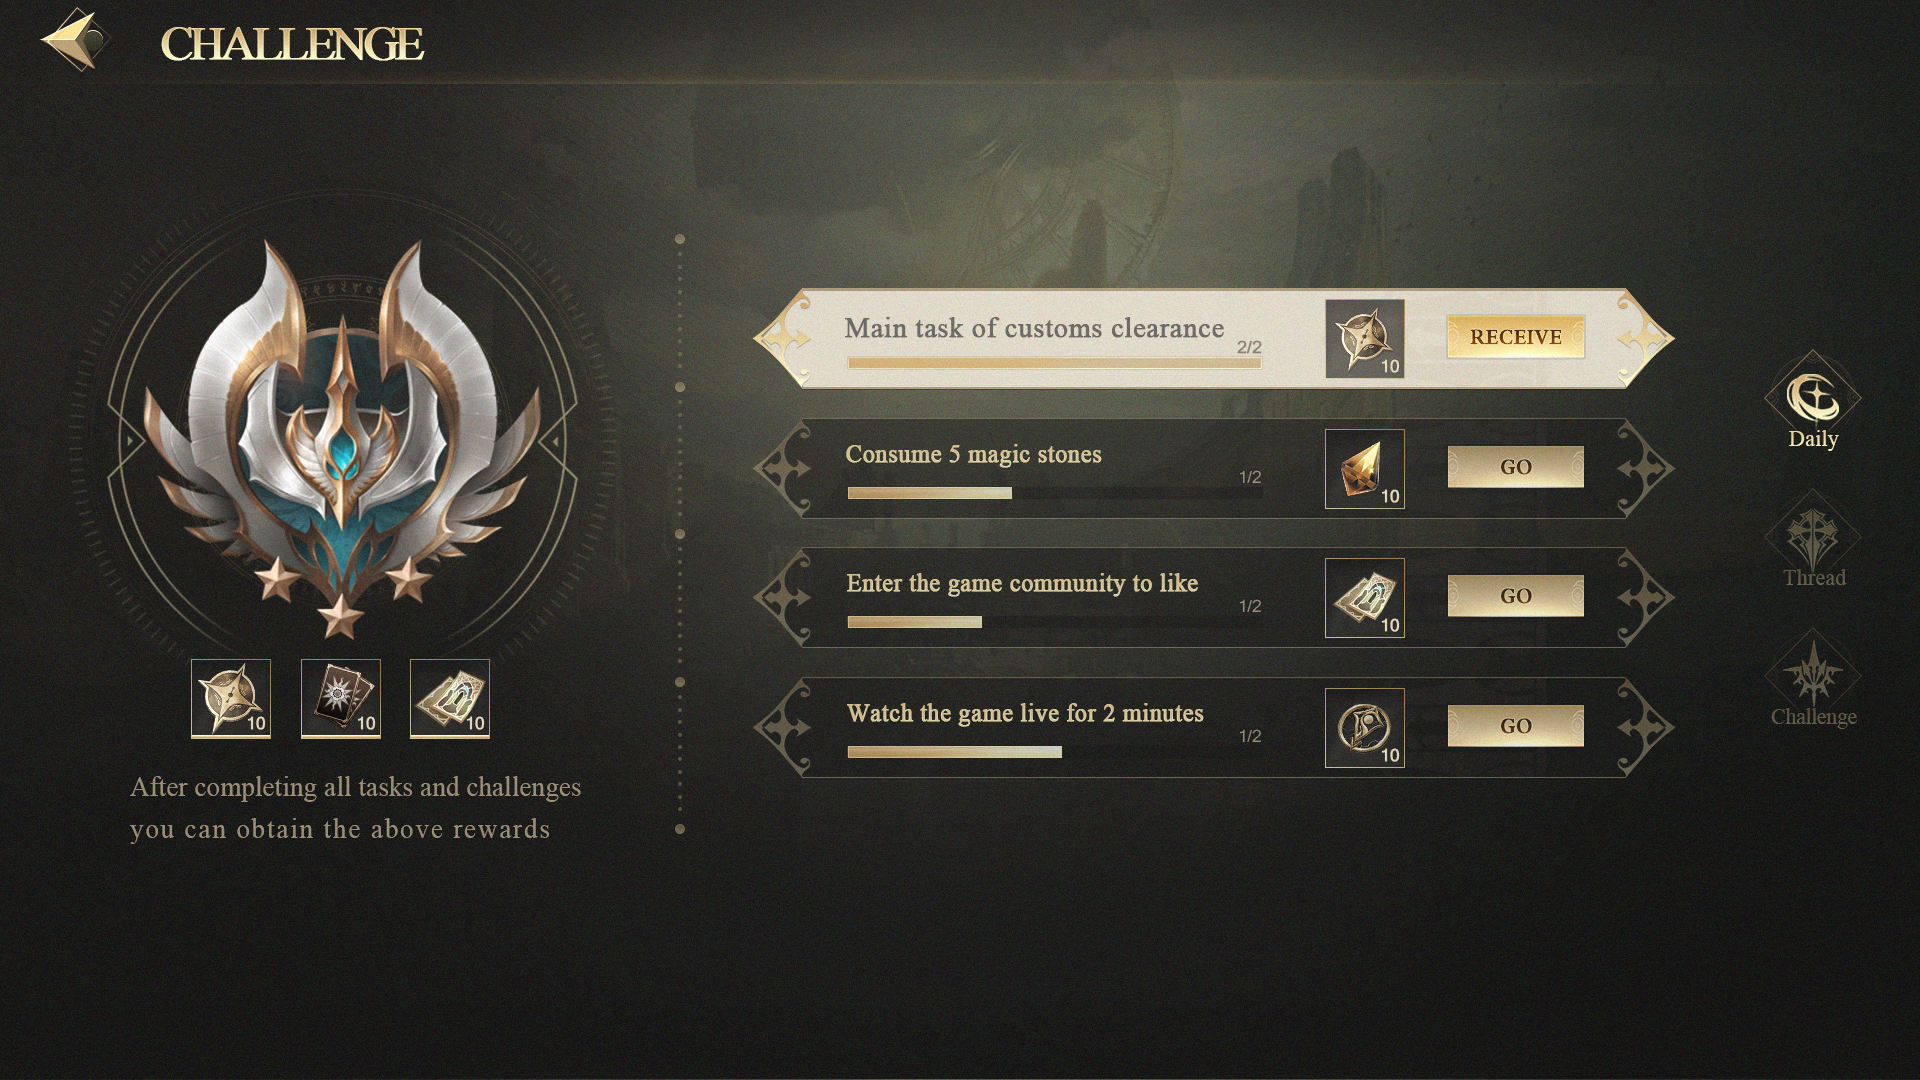 CHALLENGE
Main task of customs clearance
2/2
10
RECEIVE
Consume 5 magic stones
1/2
10
GO
Enter the game community to like
1/2
10
GO
Watch the game live for 2 minutes
1/2
10
GO
10
10
10
After completing all tasks and challenges
you can obtain the above rewards
Daily
Thread
Challenge